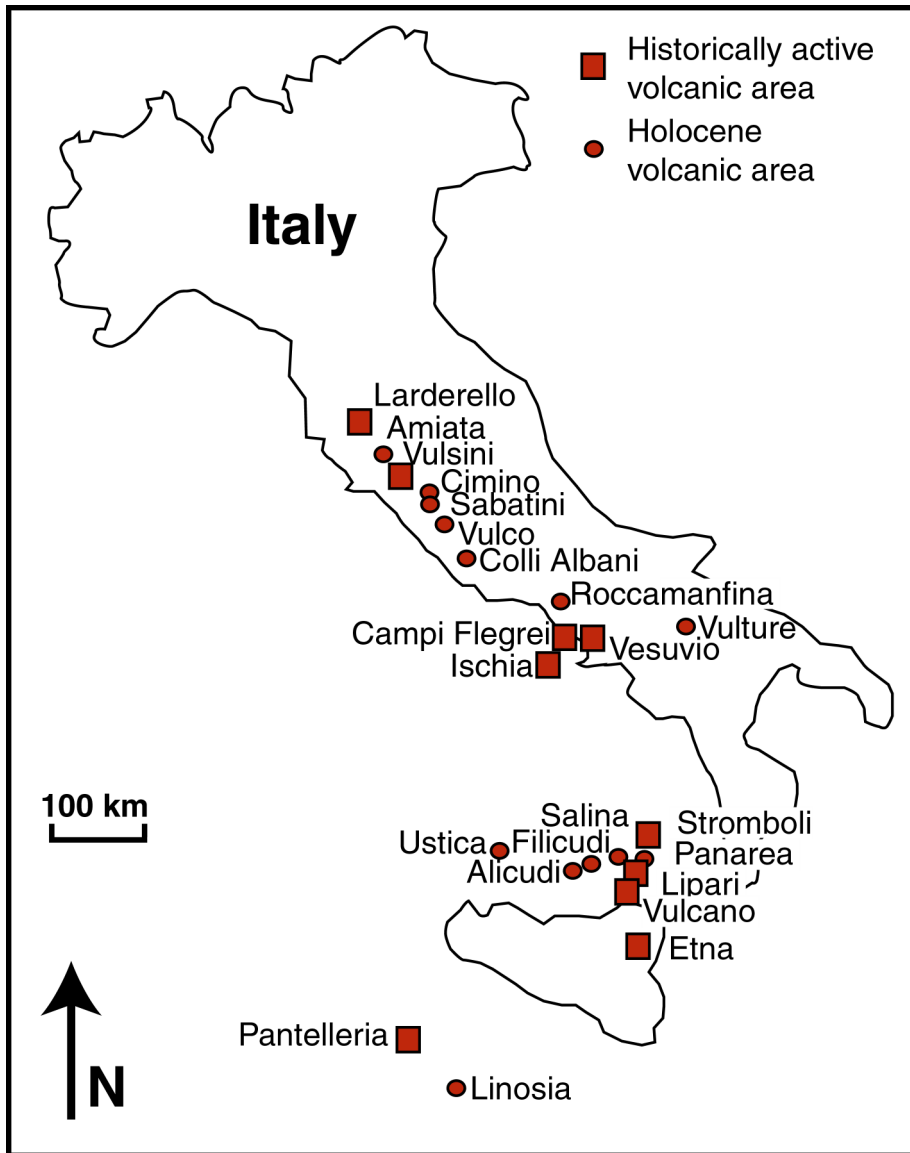 Historically active
volcanic area
Holocene
volcanic area
Italy
Larderello
Amiata
Vulsini
Cimino
Sabatini
Vulco
Colli Albani
Roccamanfina
Campi Flegrei
Vulture
Vesuvio
Ischia
100 km
Salina
Stromboli
Ustica
Filicudi
Panarea
Alicudi
Lipari
Vulcano
Etna
Pantelleria
N
Linosia